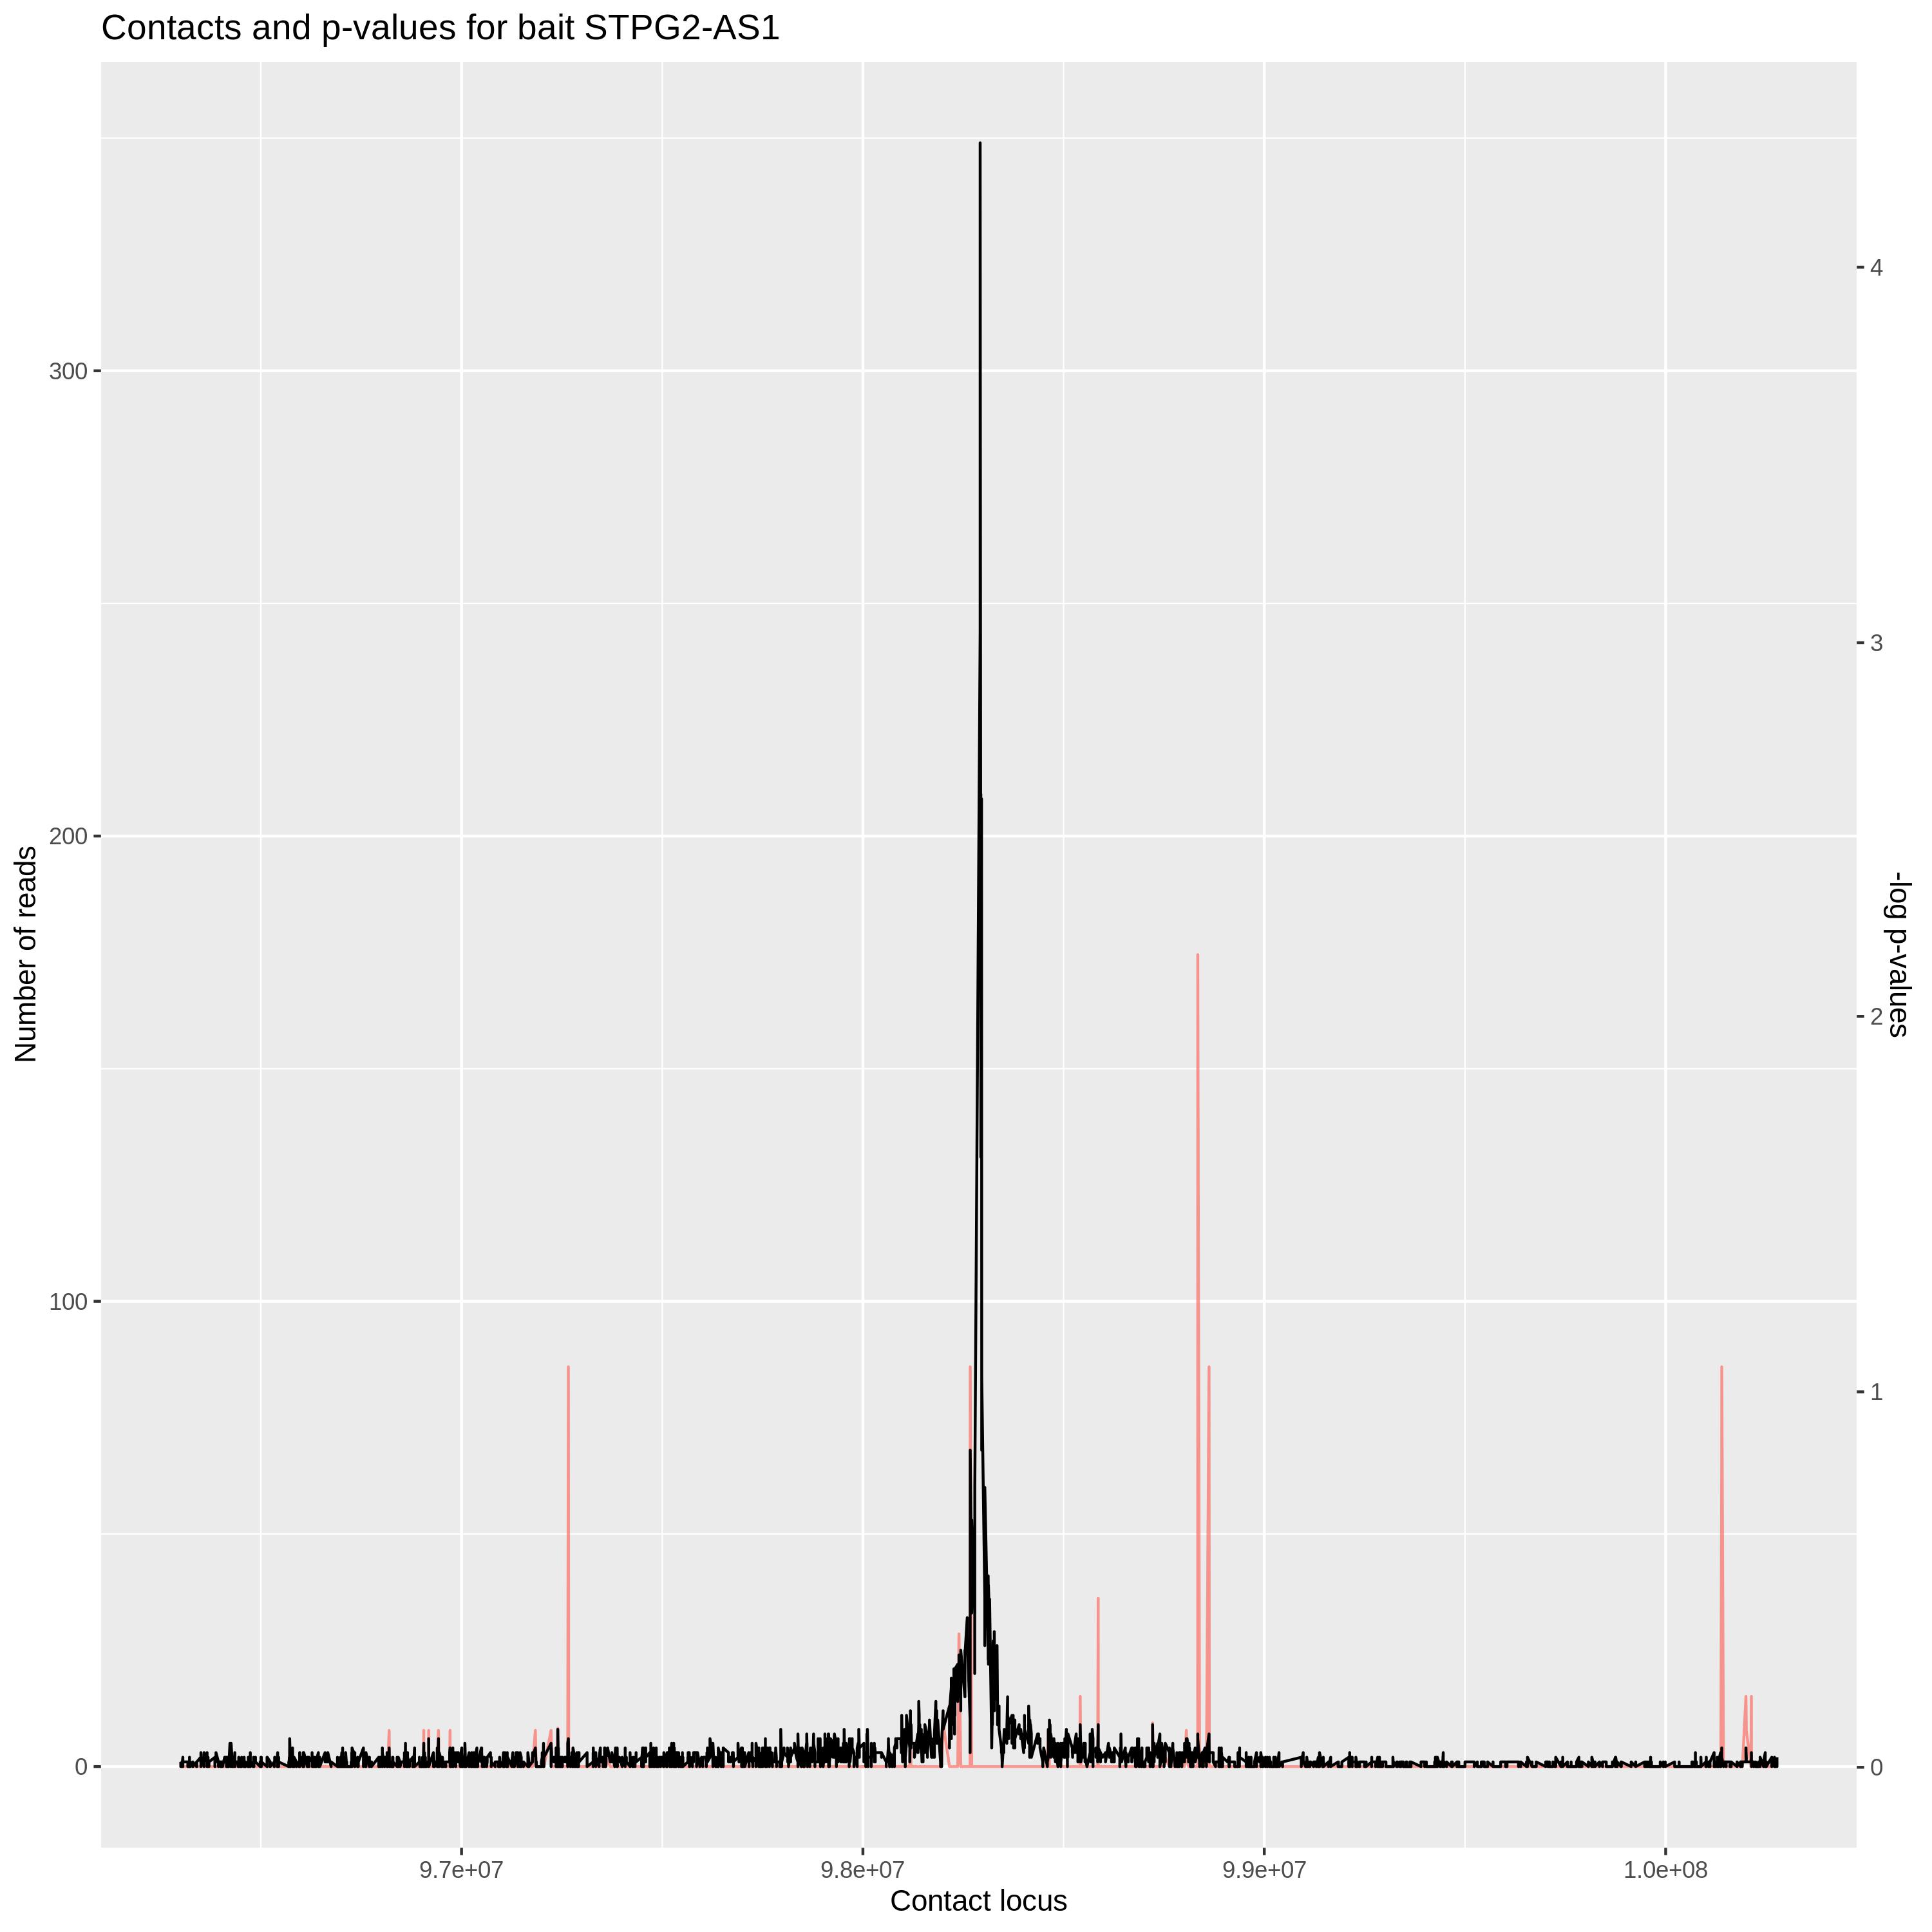 Contacts and p-values for bait STPG2-AS1
Number of reads
300
200
100
0
4
3
2
1
0
-log p-values
9.7e+07
9.8e+07
9.9e+07
1.0e+08
Contact locus